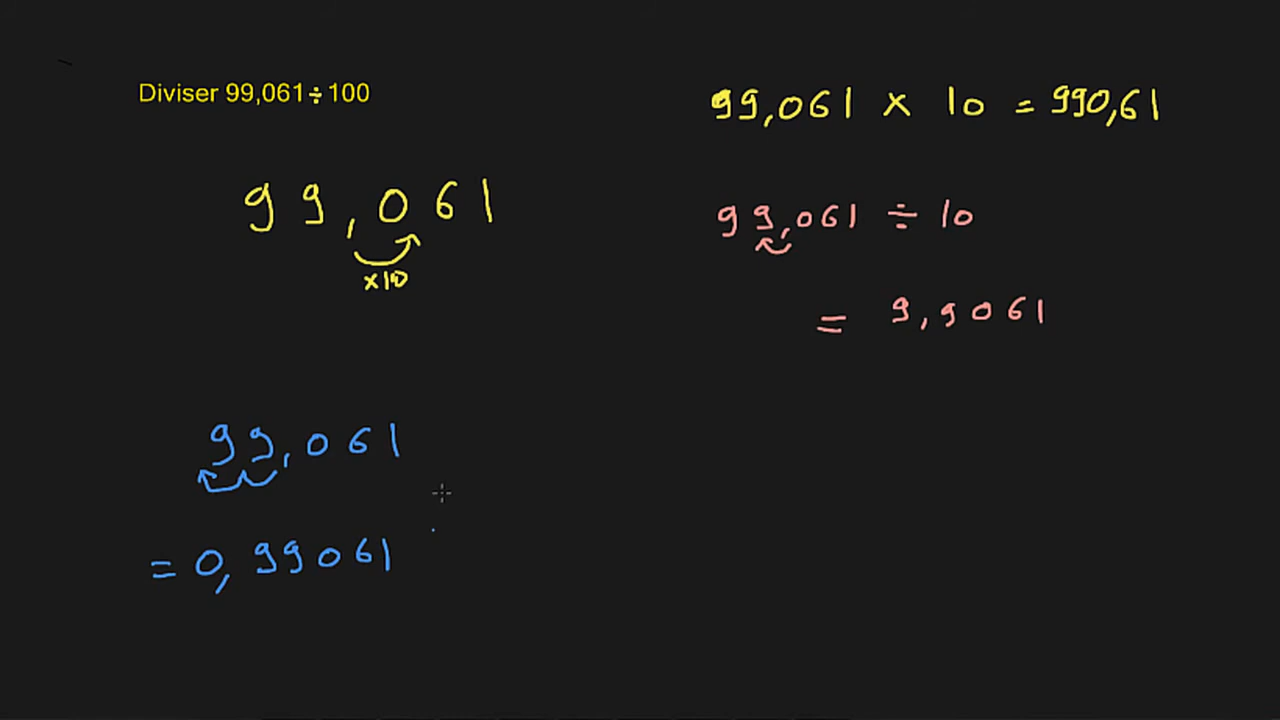 Diviser 99,061÷100
99,061
x10
99,061 x 10 = 990,61
99,061 ÷ 10
= 9,9061
99,061
= 0,99061